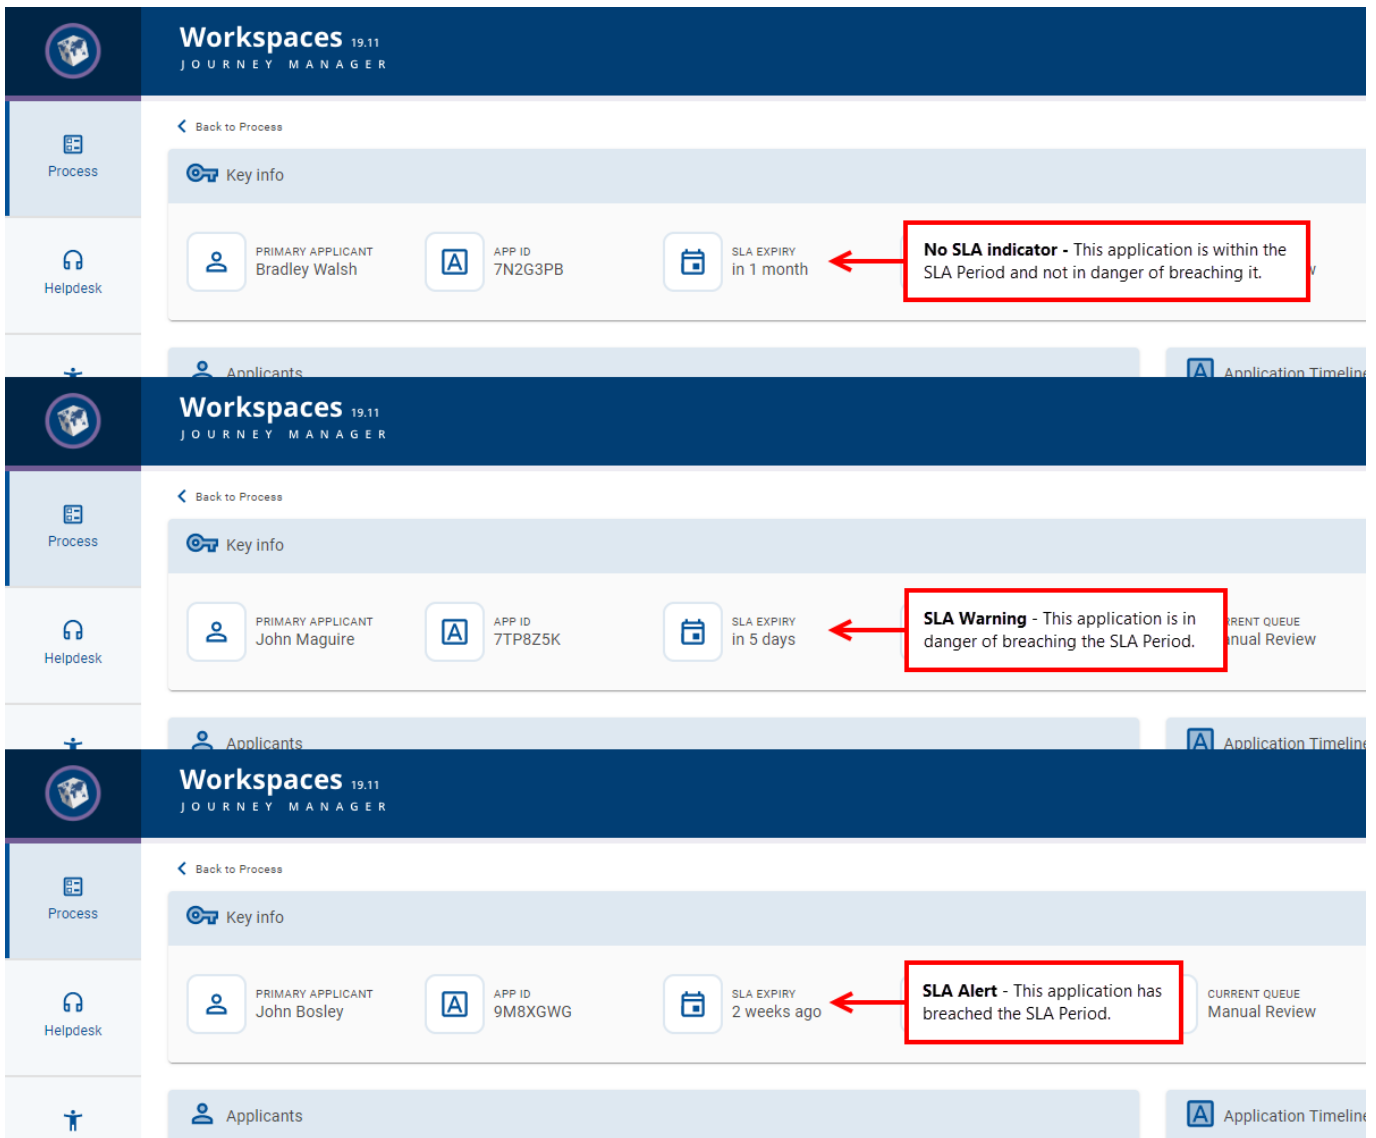 Workspaces 19.11
JOURNEY MANAGER
Back to Process
Process
Key info
PRIMARY APPLICANT
Bradley Walsh
APP ID
7N2G3PB
SLA EXPIRY
in 1 month
No SLA indicator - This application is within the
SLA Period and not in danger of breaching it.
Helpdesk
Applicants
Application Timeline
Workspaces 19.11
JOURNEY MANAGER
Back to Process
Process
Key info
PRIMARY APPLICANT
John Maguire
APP ID
7TP8Z5K
SLA EXPIRY
in 5 days
SLA Warning - This application is in
danger of breaching the SLA Period.
QUEUE
Review
Helpdesk
Applicants
Application Timeline
Workspaces 19.11
JOURNEY MANAGER
Back to Process
Process
Key info
PRIMARY APPLICANT
John Bosley
APP ID
9M8XGWG
SLA EXPIRY
2 weeks ago
SLA Alert - This application has
breached the SLA Period.
CURRENT QUEUE
Manual Review
Helpdesk
Applicants
Application Timeline